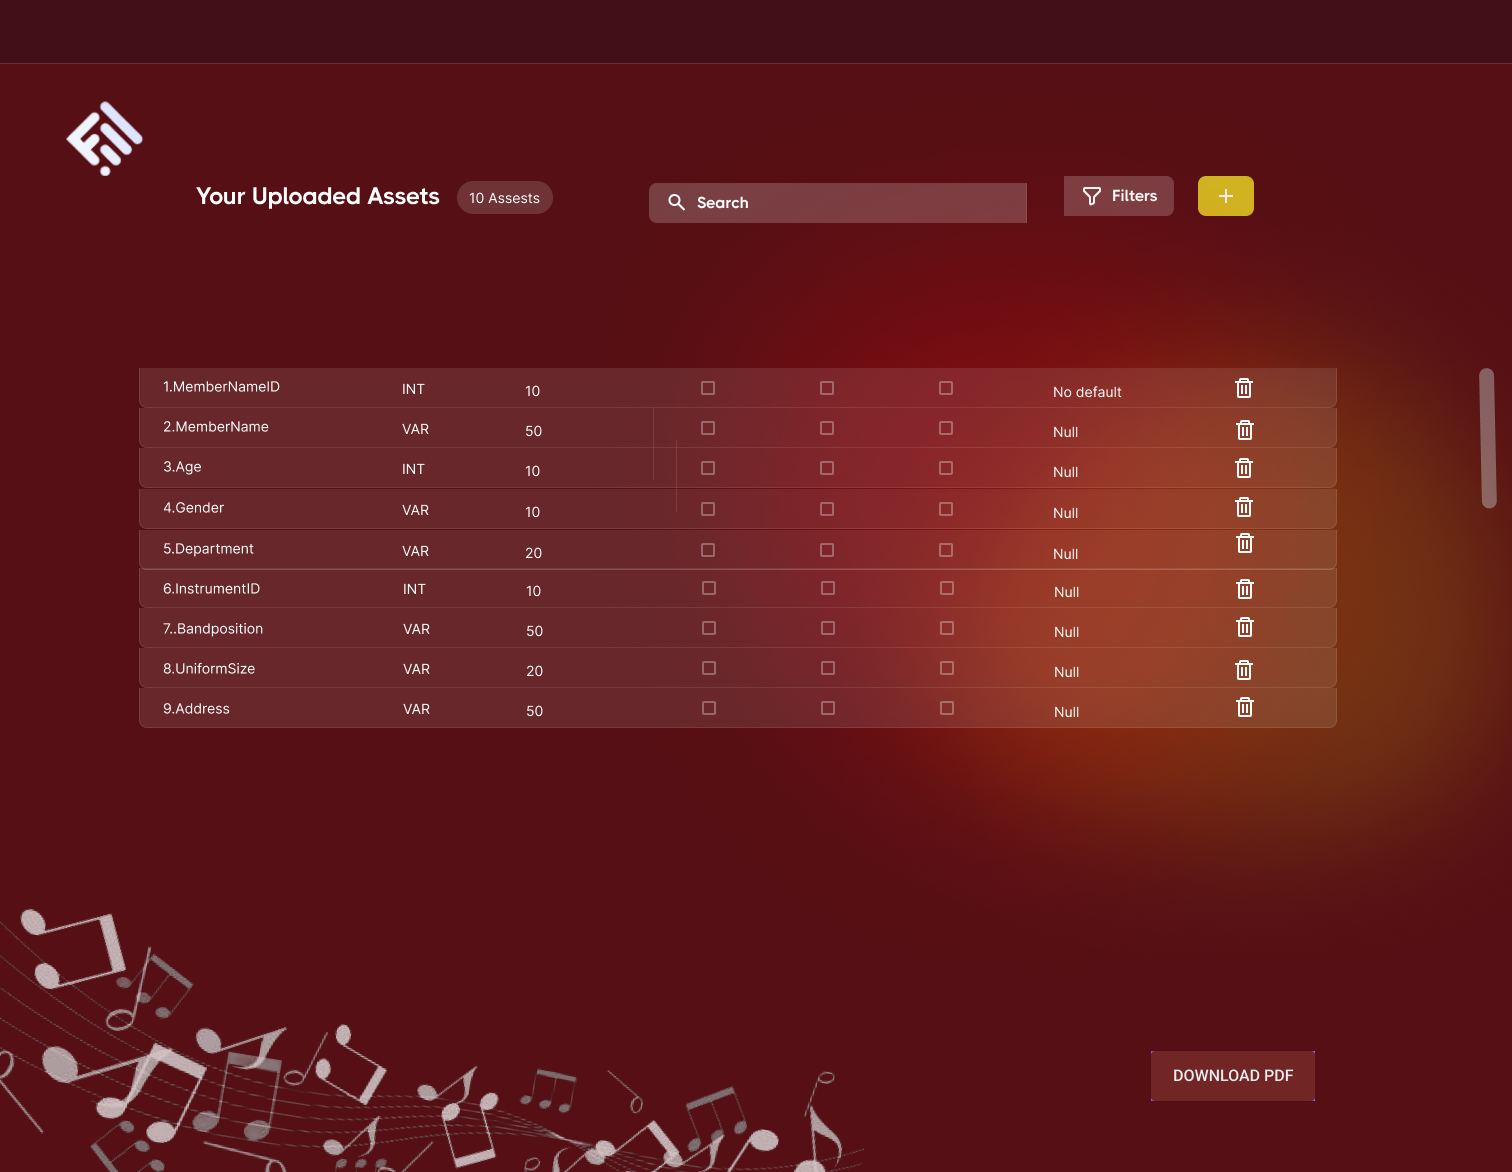 Your Uploaded Assets 10 Assests Search Filters +
1.MemberNameID INT 10 No default
2.MemberName VAR 50 Null
3.Age INT 10 Null
4.Gender VAR 10 Null
5.Department VAR 20 Null
6.InstrumentID INT 10 Null
7..Bandposition VAR 50 Null
8.UniformSize VAR 20 Null
9.Address VAR 50 Null
DOWNLOAD PDF